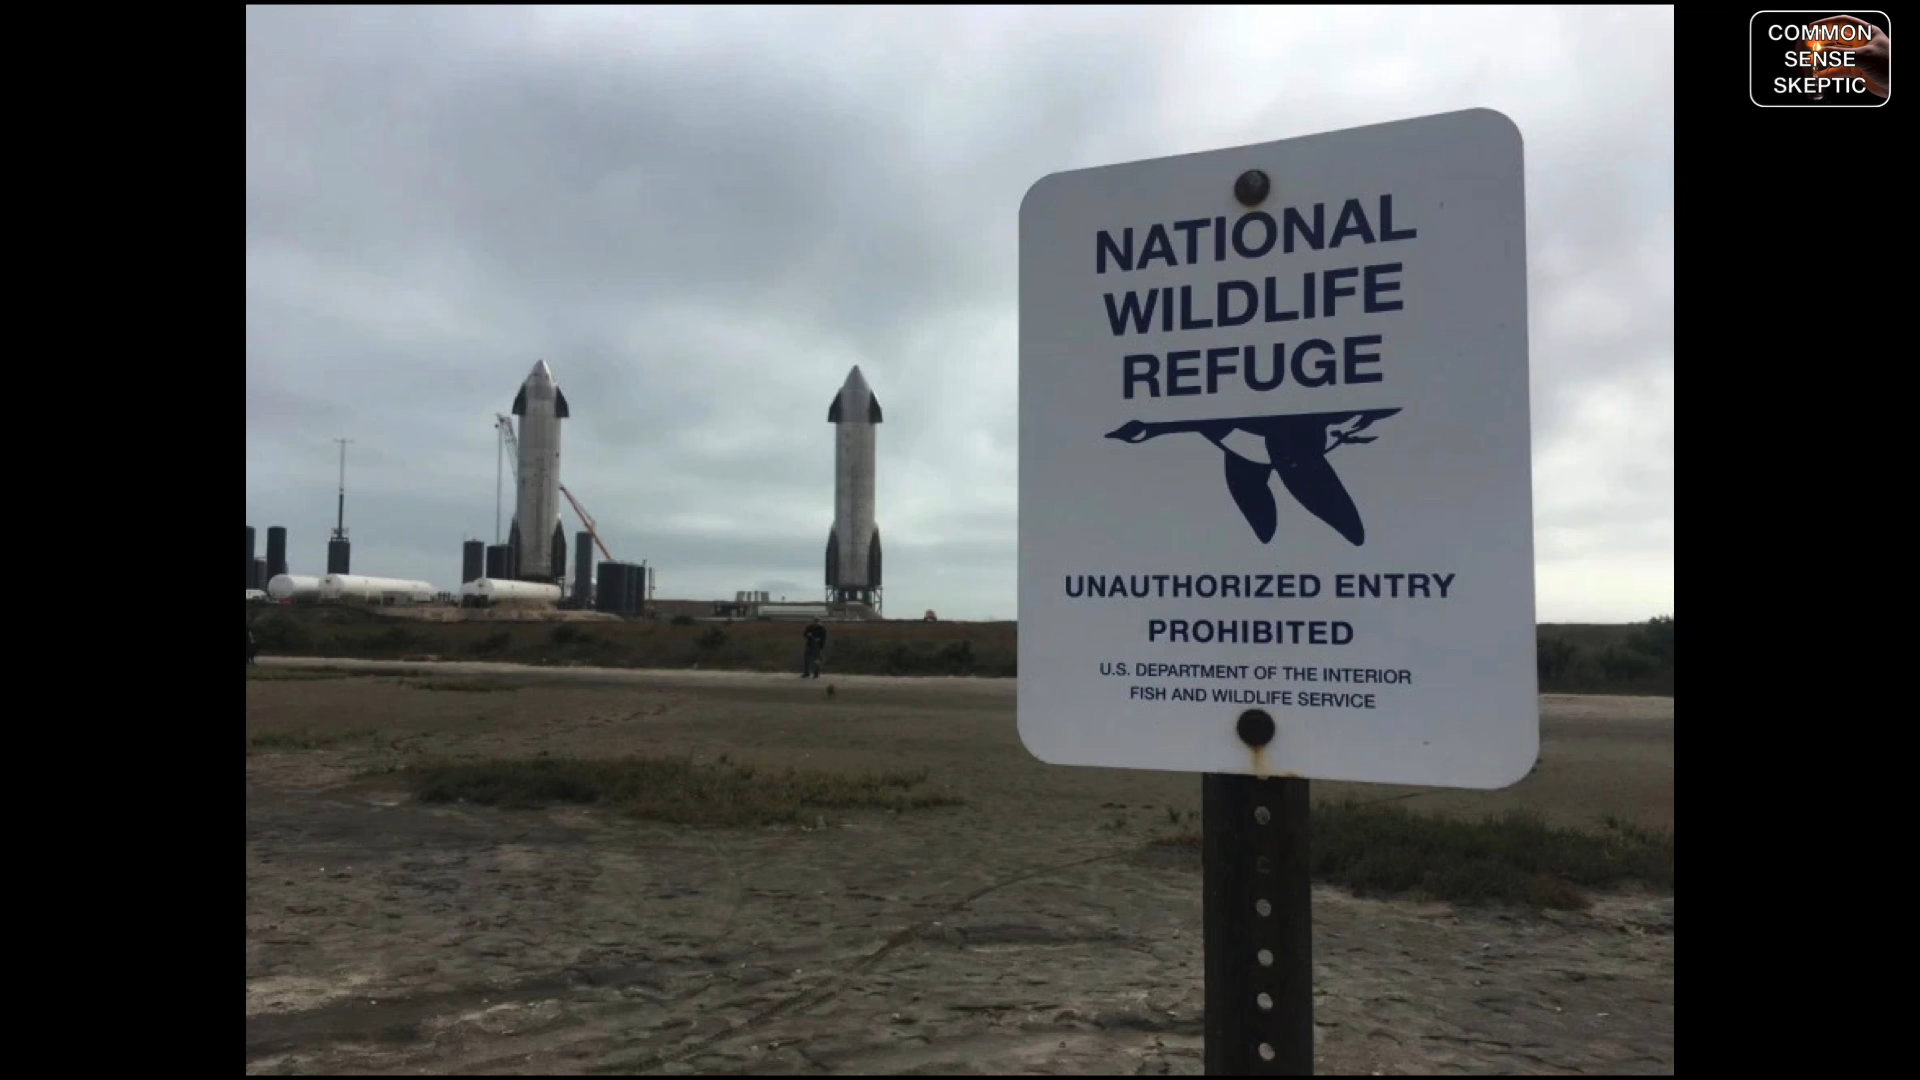 COMMON
SENSE
SKEPTIC
NATIONAL
WILDLIFE
REFUGE
UNAUTHORIZED ENTRY
PROHIBITED
U.S. DEPARTMENT OF THE INTERIOR
FISH AND WILDLIFE SERVICE